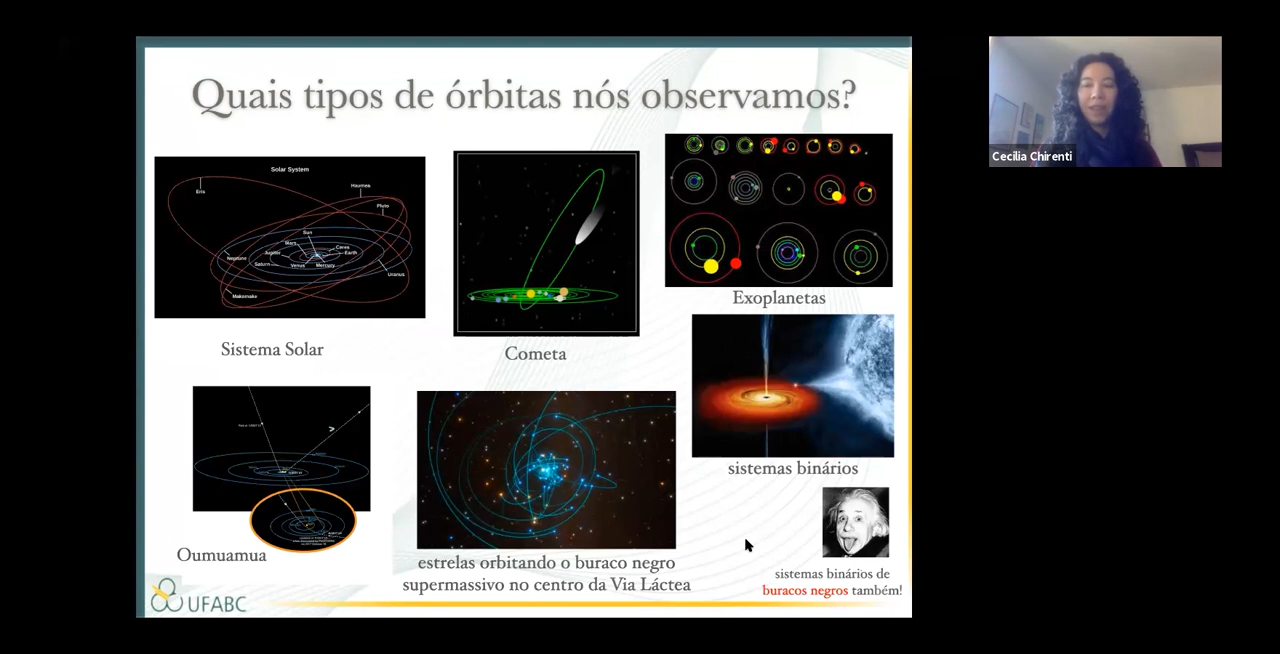 Quais tipos de órbitas nós observamos?
Cecilia Chirenti
Solar System
Eris
Haumea
Pluto
Sun
Mars
Ceres
Neptune
Jupiter
Earth
Saturn
Venus
Mercury
Uranus
Makemake
Sistema Solar
Cometa
Exoplanetas
sistemas binários
Oumuamua
estrelas orbitando o buraco negro
supermassivo no centro da Via Láctea
sistemas binários de
buracos negros também!
UFABC